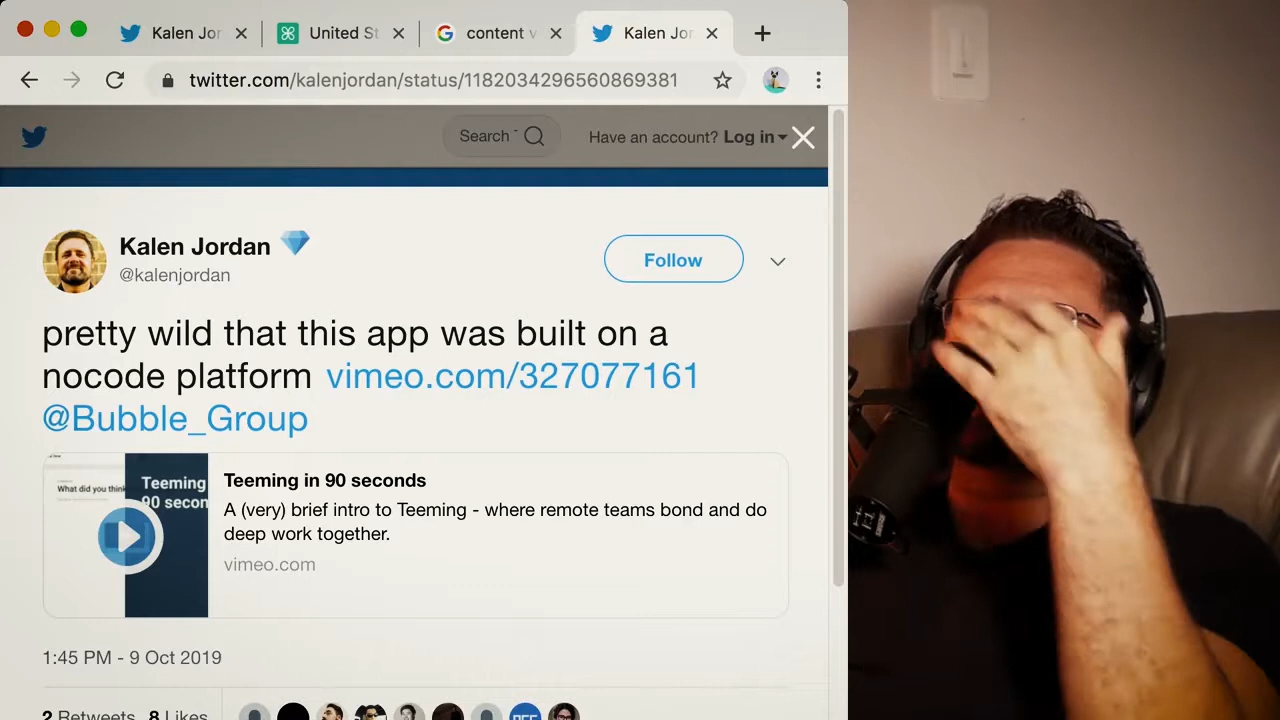 Kalen Jor
United St
content v
Kalen Jor
twitter.com/kalenjordan/status/1182034296560869381
Search
Have an account? Log in
Kalen Jordan
@kalenjordan
Follow
pretty wild that this app was built on a
nocode platform vimeo.com/327077161
@Bubble_Group
What did you think
Teeming
90 secon
Teeming in 90 seconds
A (very) brief intro to Teeming - where remote teams bond and do
deep work together.
vimeo.com
1:45 PM - 9 Oct 2019
2 Retweets 8 Likes